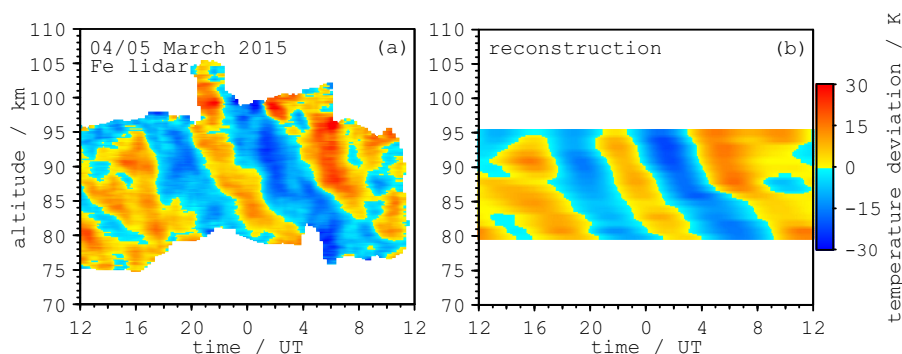 04/05 March 2015 (a)
Fe lidar
altitude / km
110
105
100
95
90
85
80
75
70
12 16 20 0 4 8 12
time / UT
reconstruction (b)
110
105
100
95
90
85
80
75
70
12 16 20 0 4 8 12
time / UT
30
15
0
−15
−30
temperature deviation / K